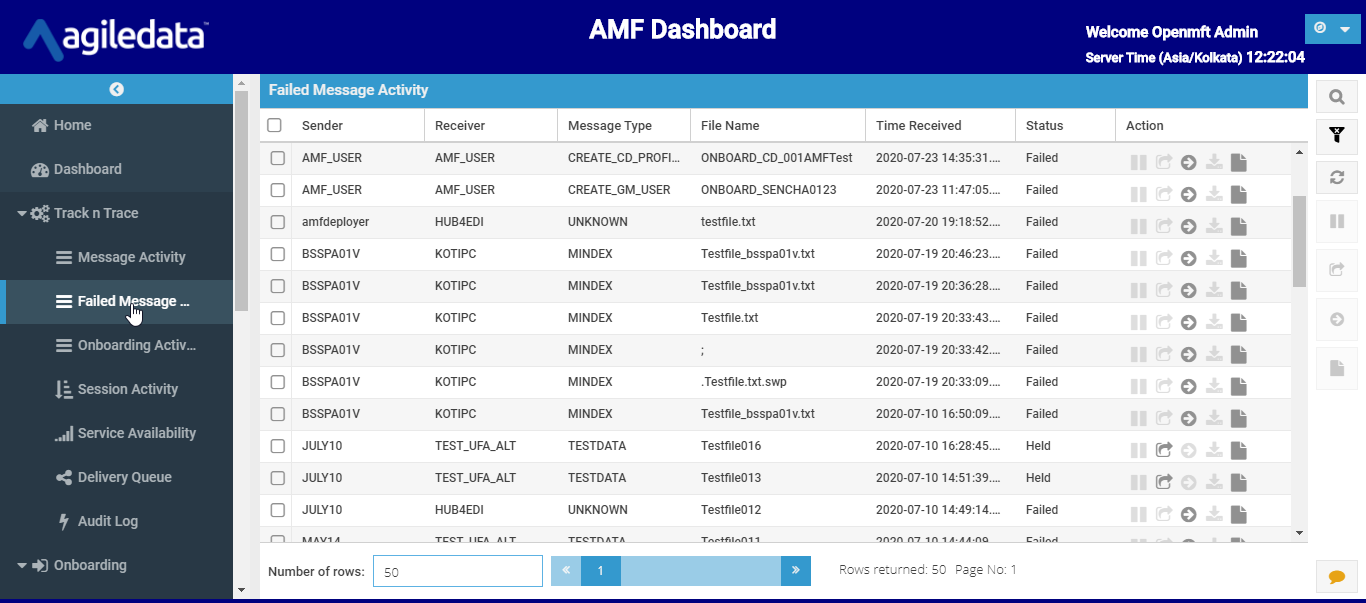 agiledata™
AMF Dashboard
Welcome Openmft Admin
Server Time (Asia/Kolkata) 12:22:04
Home
Dashboard
Track n Trace
Message Activity
Failed Message ...
Onboarding Activ...
Session Activity
Service Availability
Delivery Queue
Audit Log
Onboarding
Failed Message Activity
Sender Receiver Message Type File Name Time Received Status Action
AMF_USER AMF_USER CREATE_CD_PROFI... ONBOARD_CD_001AMFTest 2020-07-23 14:35:31.... Failed
AMF_USER AMF_USER CREATE_GM_USER ONBOARD_SENCHA0123 2020-07-23 11:47:05.... Failed
amfdeployer HUB4EDI UNKNOWN testfile.txt 2020-07-20 19:18:52.... Failed
BSSPA01V KOTIPC MINDEX Testfile_bsspa01v.txt 2020-07-19 20:46:23.... Failed
BSSPA01V KOTIPC MINDEX Testfile_bsspa01v.txt 2020-07-19 20:36:28.... Failed
BSSPA01V KOTIPC MINDEX Testfile.txt 2020-07-19 20:33:43.... Failed
BSSPA01V KOTIPC MINDEX ; 2020-07-19 20:33:42.... Failed
BSSPA01V KOTIPC MINDEX .Testfile.txt.swp 2020-07-19 20:33:09.... Failed
BSSPA01V KOTIPC MINDEX Testfile_bsspa01v.txt 2020-07-10 16:50:09.... Failed
JULY10 TEST_UFA_ALT TESTDATA Testfile016 2020-07-10 16:28:45.... Held
JULY10 TEST_UFA_ALT TESTDATA Testfile013 2020-07-10 14:51:39.... Held
JULY10 HUB4EDI UNKNOWN Testfile012 2020-07-10 14:49:14.... Failed
MAY14 TEST_UFA_ALT TESTDATA Testfile011 2020-07-10 14:44:09.... Failed
Number of rows: 50 « 1 » Rows returned: 50 Page No: 1